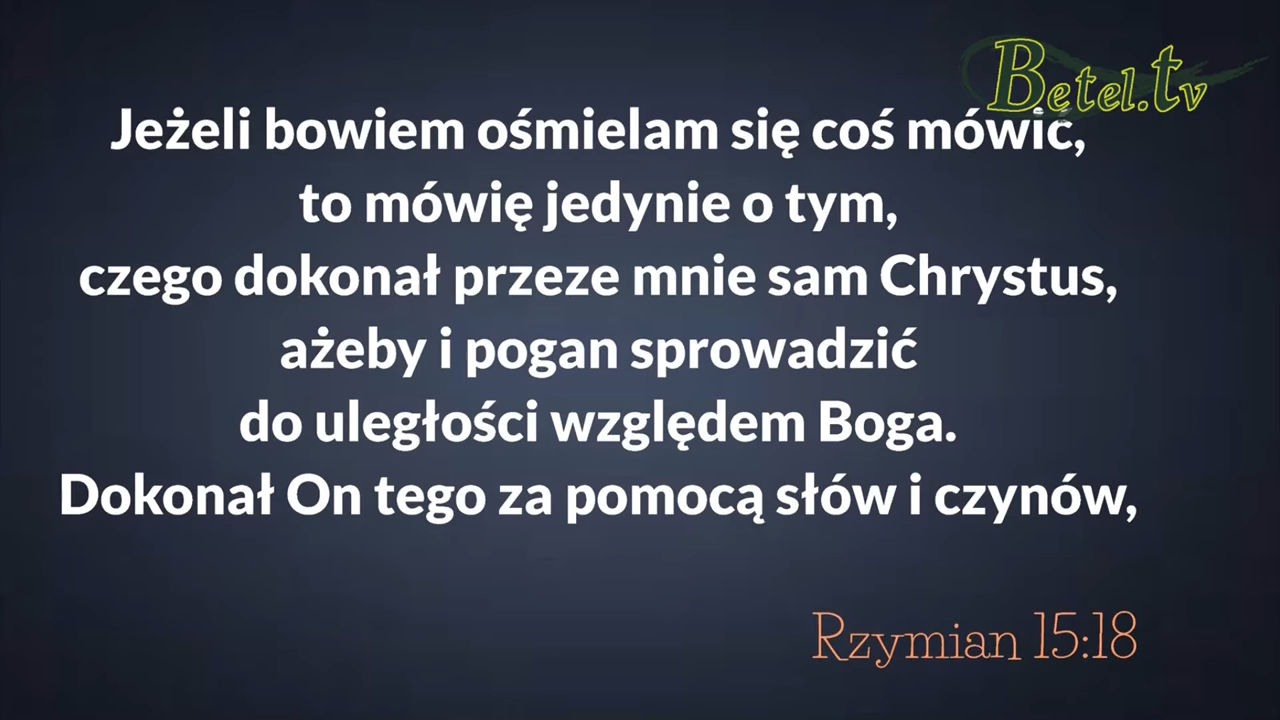 Betel.tv
Jeżeli bowiem ośmielam się coś mówić,
to mówię jedynie o tym,
czego dokonał przeze mnie sam Chrystus,
ażeby i pogan sprowadzić
do uległości względem Boga.
Dokonał On tego za pomocą słów i czynów,
Rzymian 15:18